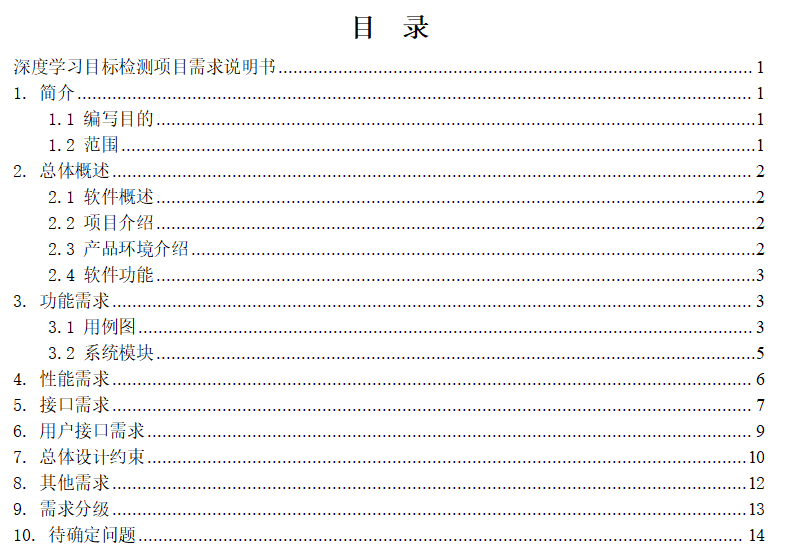 目 录
深度学习目标检测项目需求说明书 1
1. 简介 1
1.1 编写目的 1
1.2 范围 1
2. 总体概述 2
2.1 软件概述 2
2.2 项目介绍 2
2.3 产品环境介绍 2
2.4 软件功能 3
3. 功能需求 3
3.1 用例图 3
3.2 系统模块 5
4. 性能需求 6
5. 接口需求 7
6. 用户接口需求 9
7. 总体设计约束 10
8. 其他需求 12
9. 需求分级 13
10. 待确定问题 14